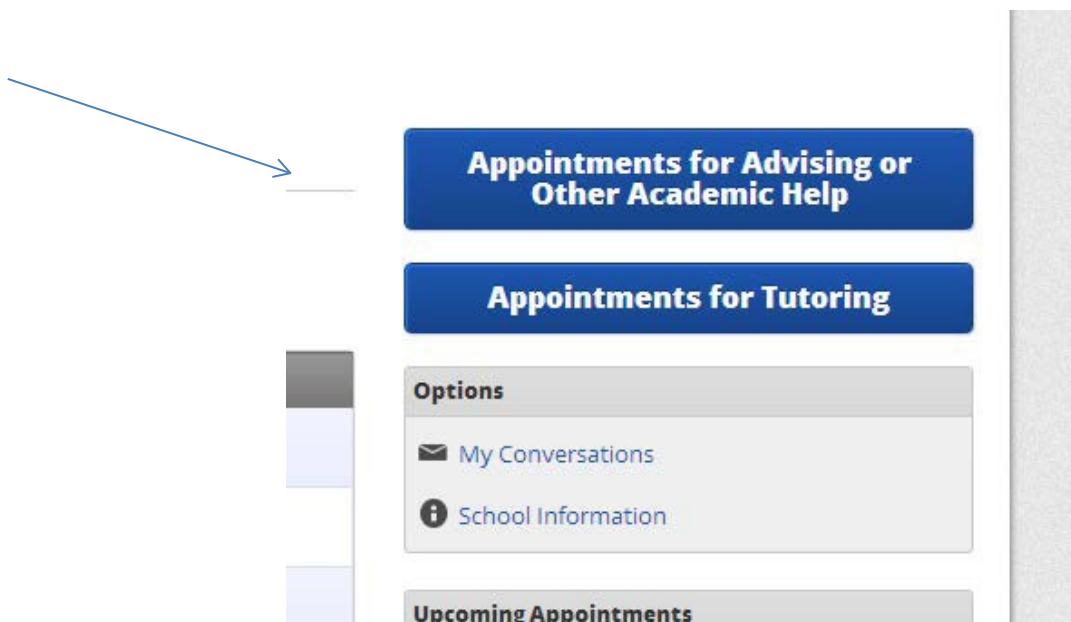 Appointments for Advising or
Other Academic Help
Appointments for Tutoring
Options
My Conversations
School Information
Upcoming Appointments